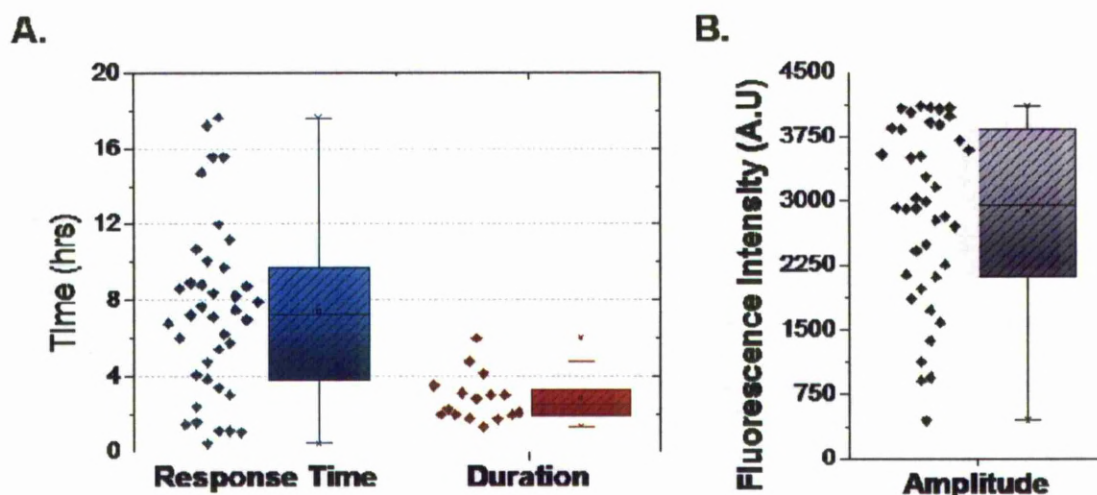 A.
B.
20
16
12
8
4
0
Time (hrs)
Response Time
Duration
4500
3750
3000
2250
1500
750
0
Fluorescence Intensity (A.U)
Amplitude